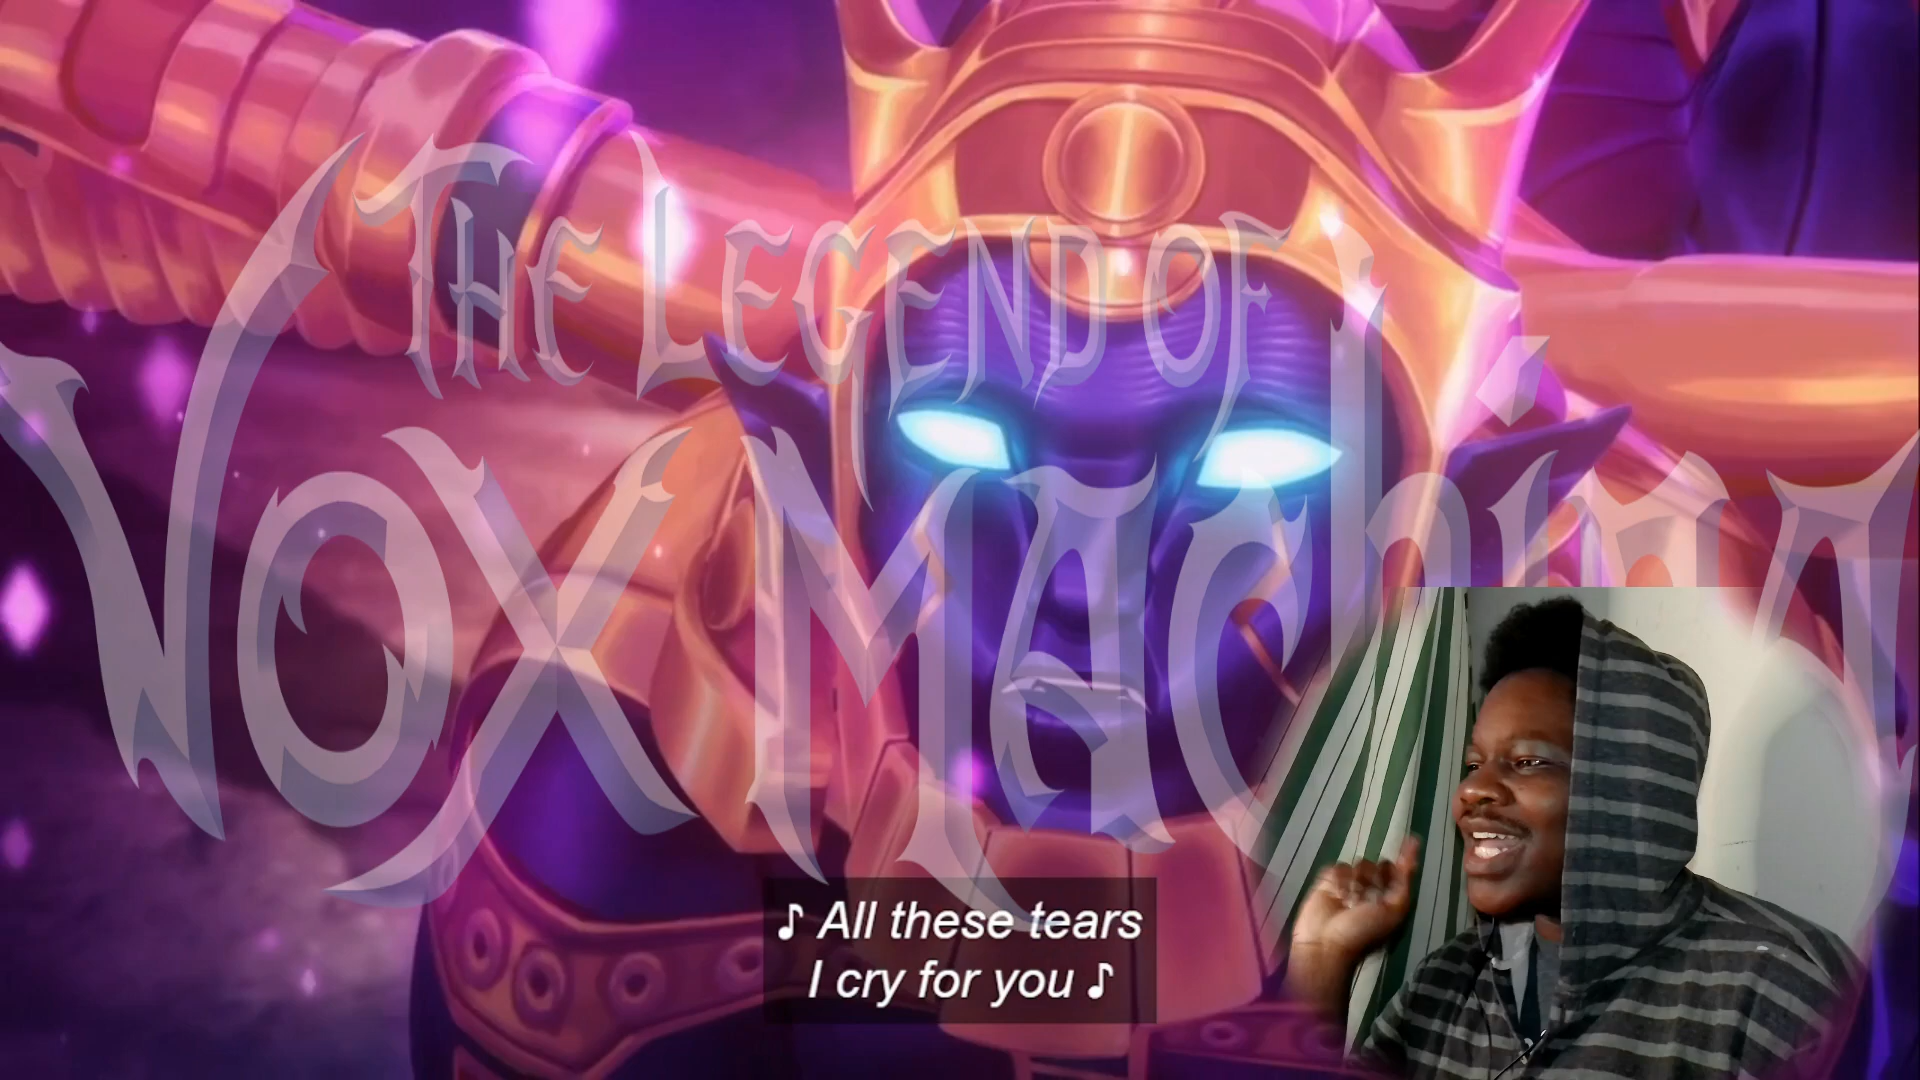 The Legend of
Vox Machina
♪ All these tears
I cry for you ♪